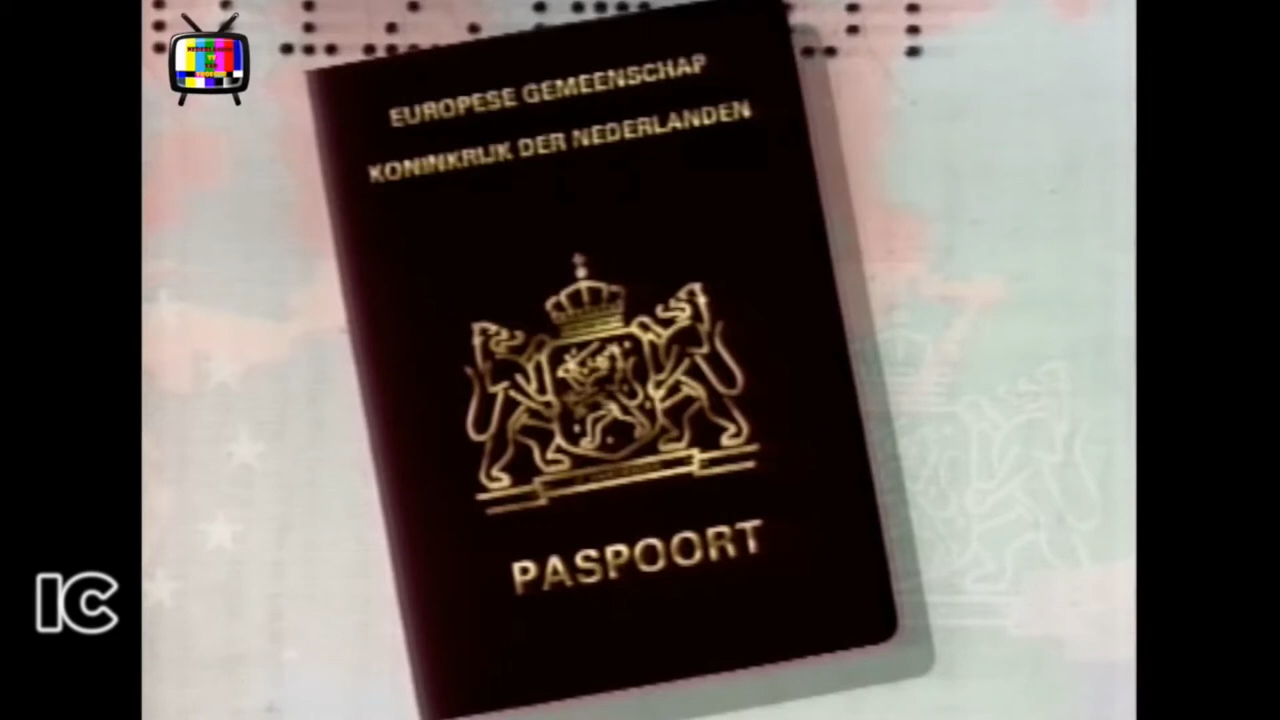 EUROPESE GEMEENSCHAP
KONINKRIJK DER NEDERLANDEN
PASPOORT
IC